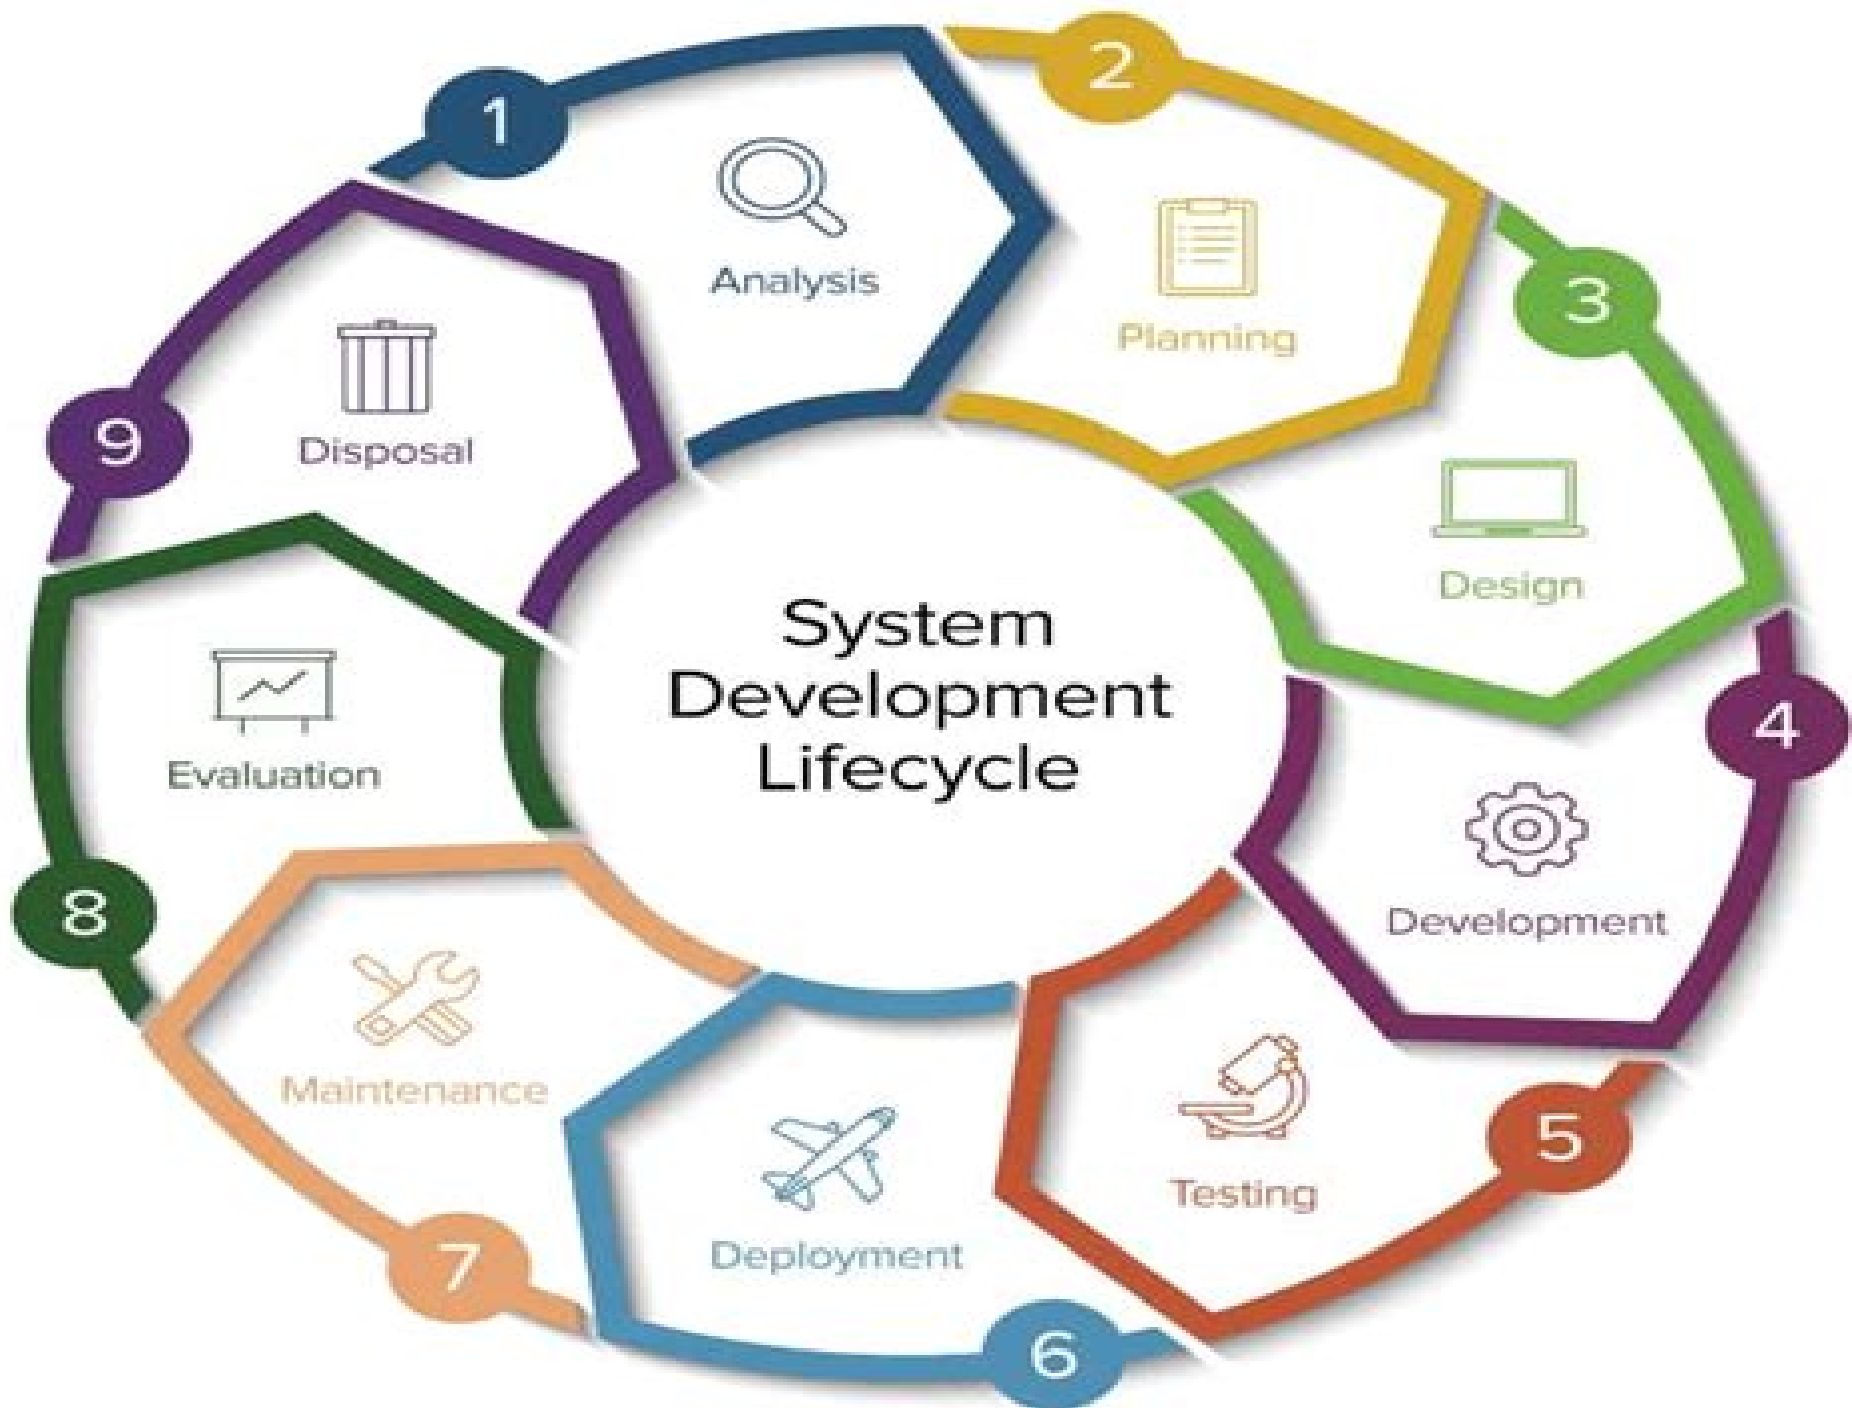 System
Development
Lifecycle
1
Analysis
2
Planning
3
Design
4
Development
5
Testing
6
Deployment
7
Maintenance
8
Evaluation
9
Disposal